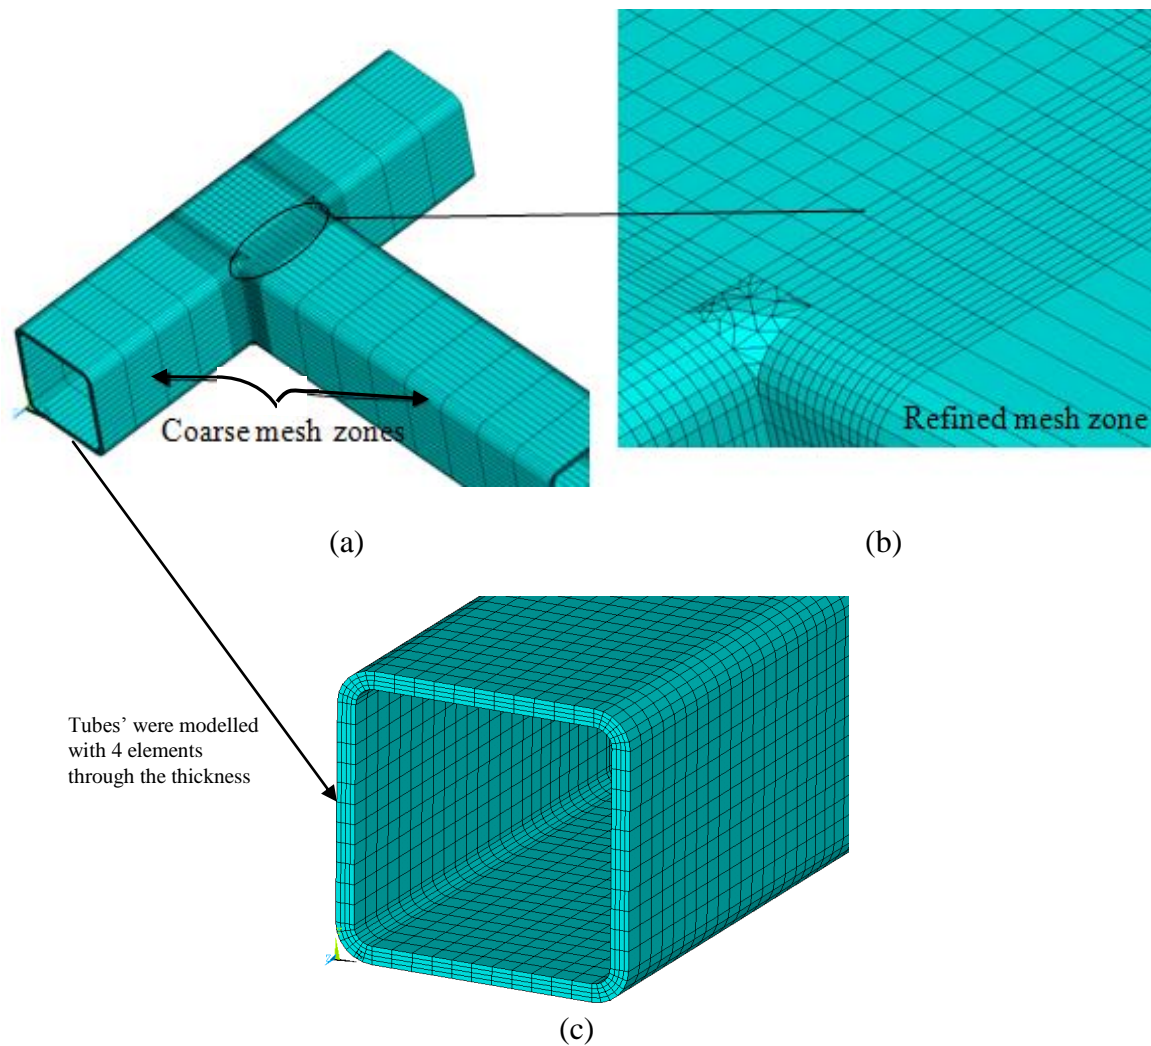 Coarse mesh zones
Refined mesh zone
(a)
(b)
Tubes’ were modelled
with 4 elements
through the thickness
(c)